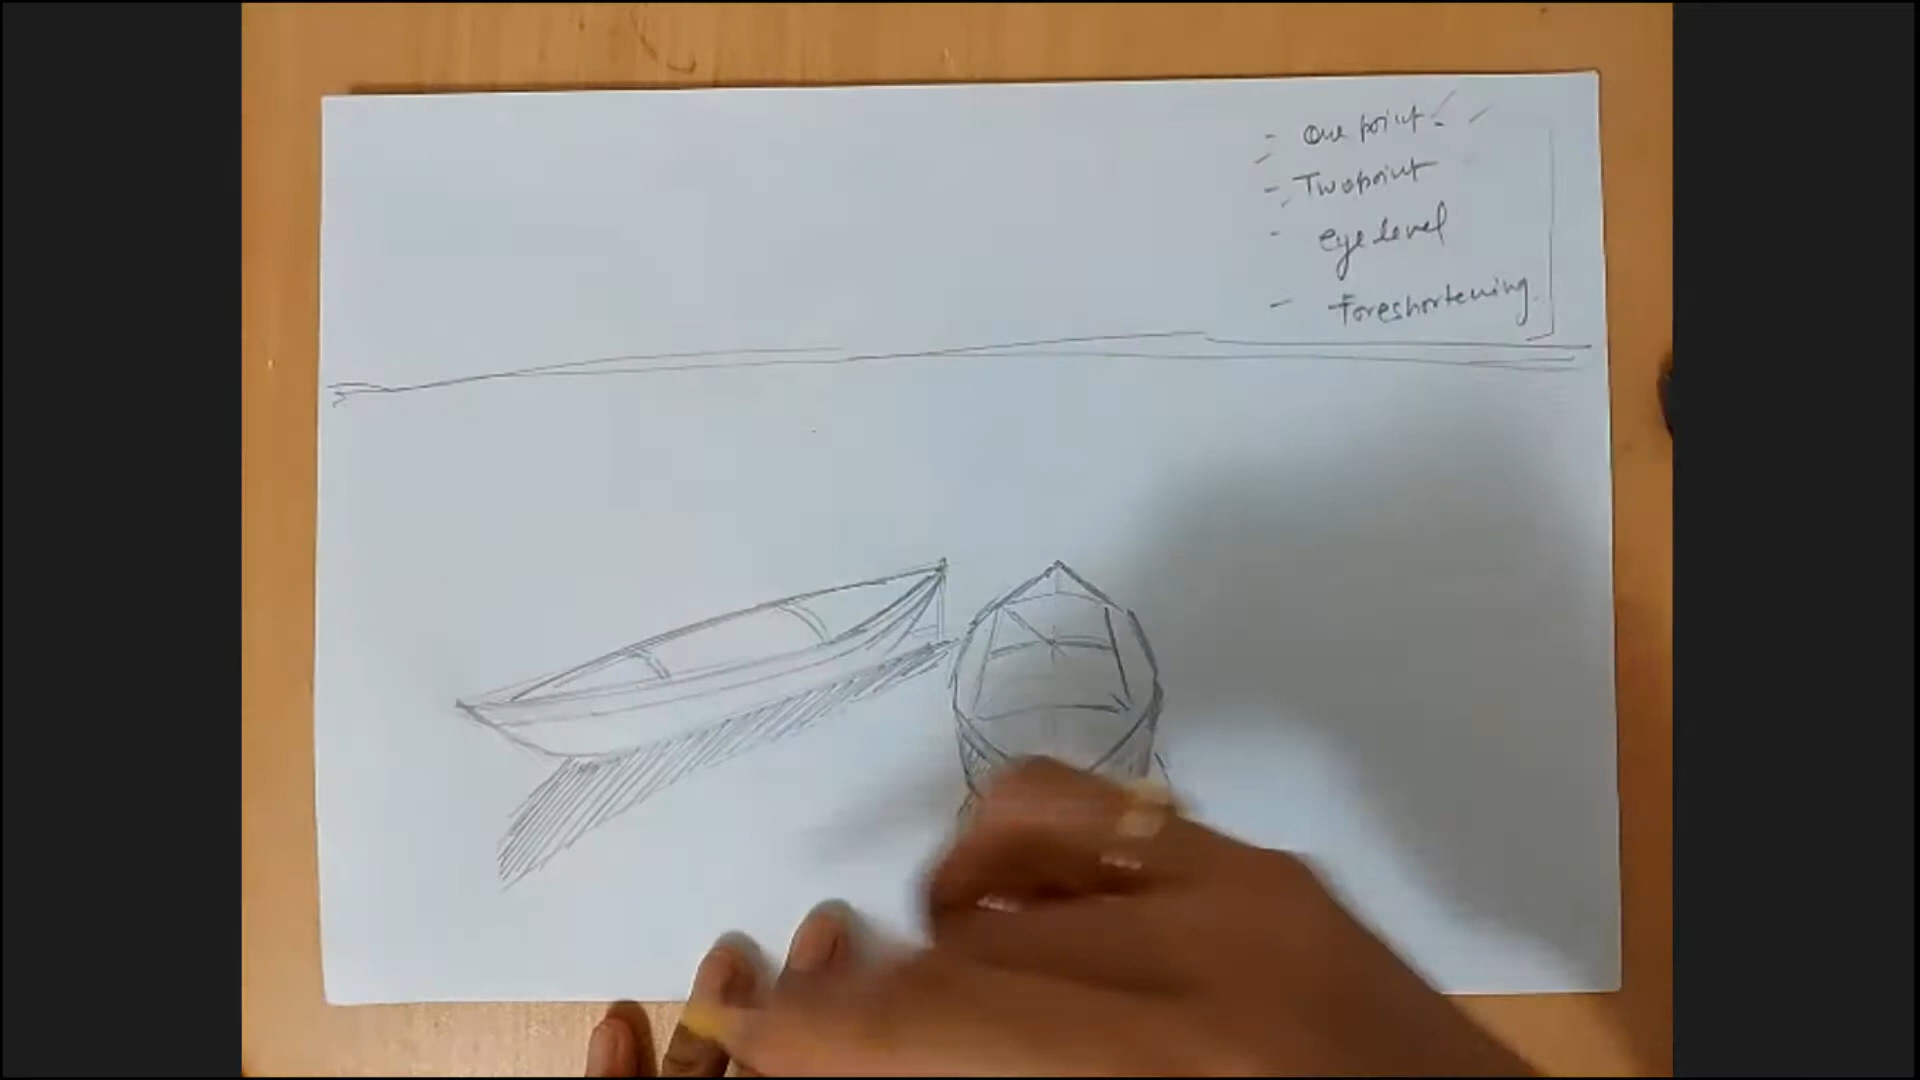 - One point.
- Two point
- eye level
- foreshortening.